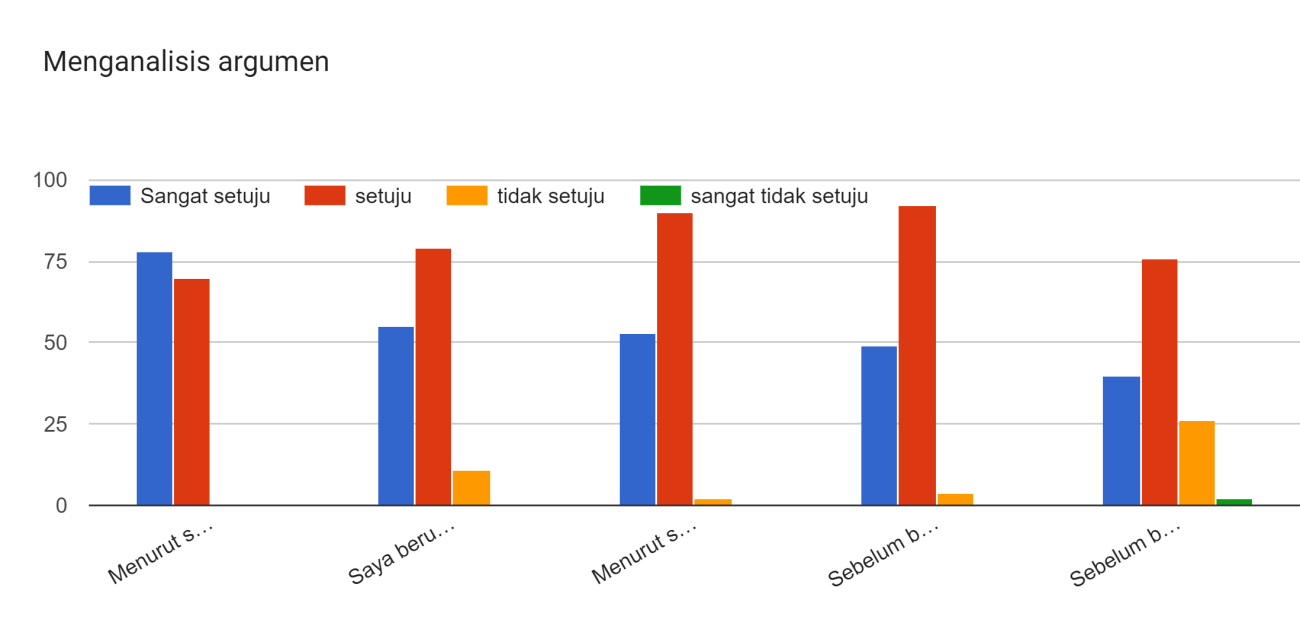 Menganalisis argumen
100
75
50
25
0
Sangat setuju setuju tidak setuju sangat tidak setuju
Menurut s...
Saya beru...
Menurut s...
Sebelum b...
Sebelum b...